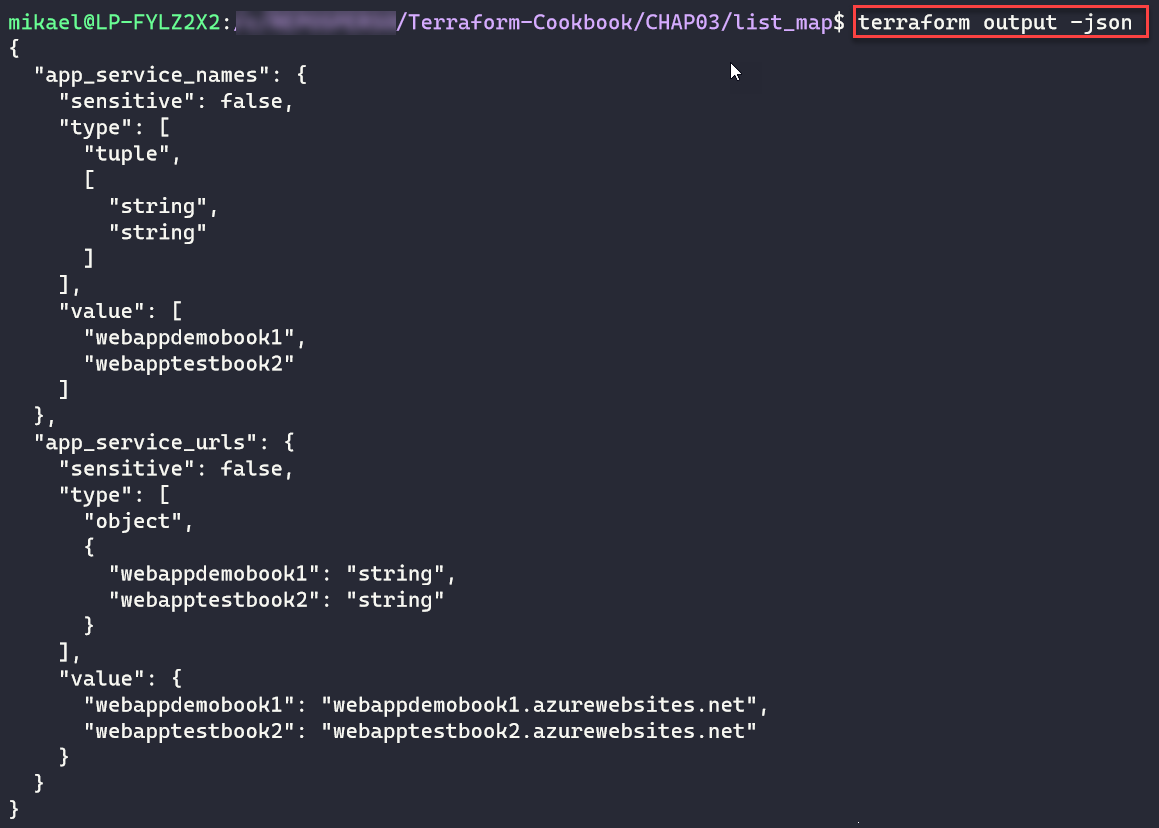 mikael@LP-FYLZ2X2:/ /Terraform-Cookbook/CHAP03/list_map$ terraform output -json
{
  "app_service_names": {
    "sensitive": false,
    "type": [
      "tuple",
      [
        "string",
        "string"
      ]
    ],
    "value": [
      "webappdemobook1",
      "webapptestbook2"
    ]
  },
  "app_service_urls": {
    "sensitive": false,
    "type": [
      "object",
      {
        "webappdemobook1": "string",
        "webapptestbook2": "string"
      }
    ],
    "value": {
      "webappdemobook1": "webappdemobook1.azurewebsites.net",
      "webapptestbook2": "webapptestbook2.azurewebsites.net"
    }
  }
}